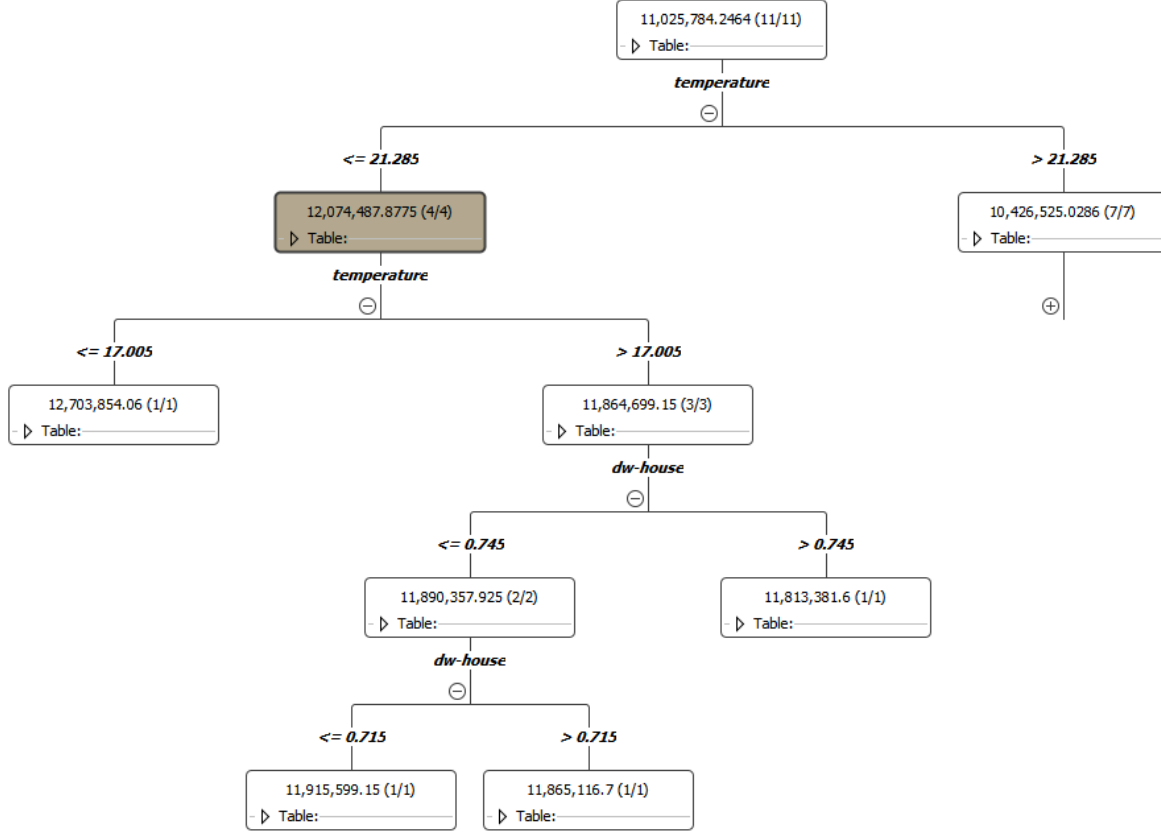 11,025,784.2464 (11/11)
Table:
temperature
<= 21.285
> 21.285
12,074,487.8775 (4/4)
Table:
10,426,525.0286 (7/7)
Table:
temperature
<= 17.005
> 17.005
12,703,854.06 (1/1)
Table:
11,864,699.15 (3/3)
Table:
dw-house
<= 0.745
> 0.745
11,890,357.925 (2/2)
Table:
11,813,381.6 (1/1)
Table:
dw-house
<= 0.715
> 0.715
11,915,599.15 (1/1)
Table:
11,865,116.7 (1/1)
Table: